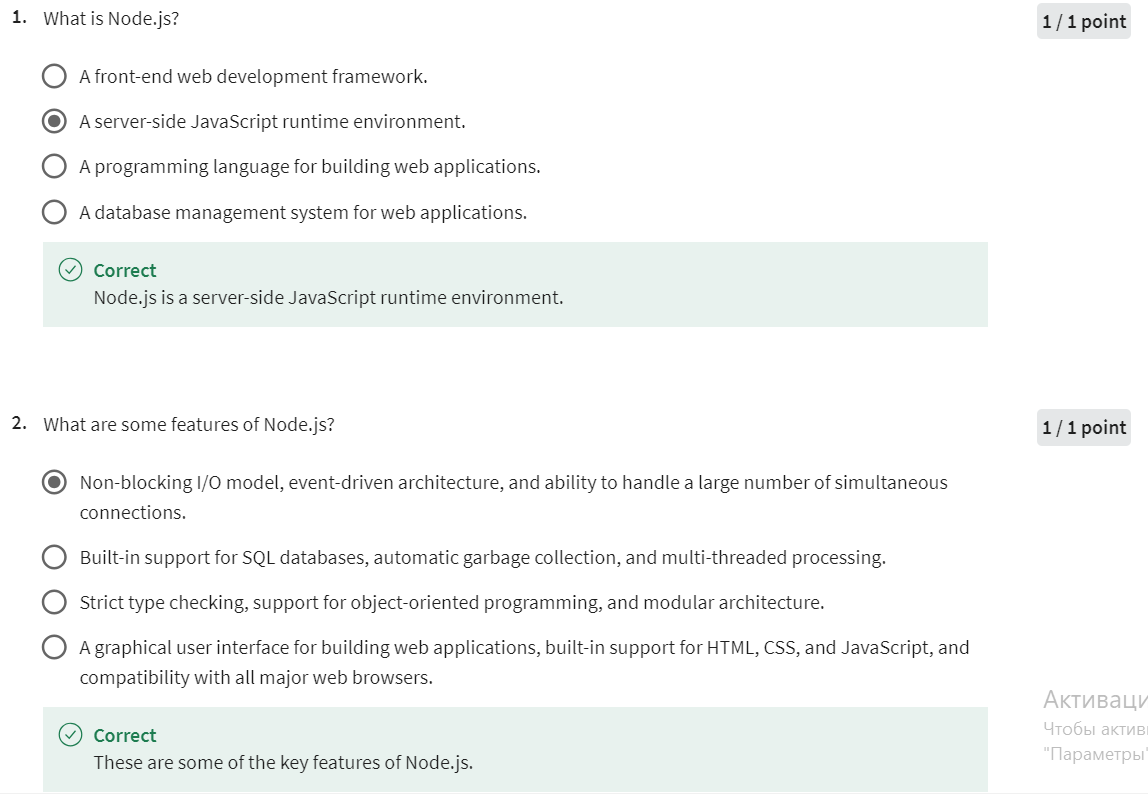 1. What is Node.js?
1 / 1 point
A front-end web development framework.
A server-side JavaScript runtime environment.
A programming language for building web applications.
A database management system for web applications.
Correct
Node.js is a server-side JavaScript runtime environment.
2. What are some features of Node.js?
1 / 1 point
Non-blocking I/O model, event-driven architecture, and ability to handle a large number of simultaneous
connections.
Built-in support for SQL databases, automatic garbage collection, and multi-threaded processing.
Strict type checking, support for object-oriented programming, and modular architecture.
A graphical user interface for building web applications, built-in support for HTML, CSS, and JavaScript, and
compatibility with all major web browsers.
Correct
These are some of the key features of Node.js.
Активаци
Чтобы актив
"Параметры"